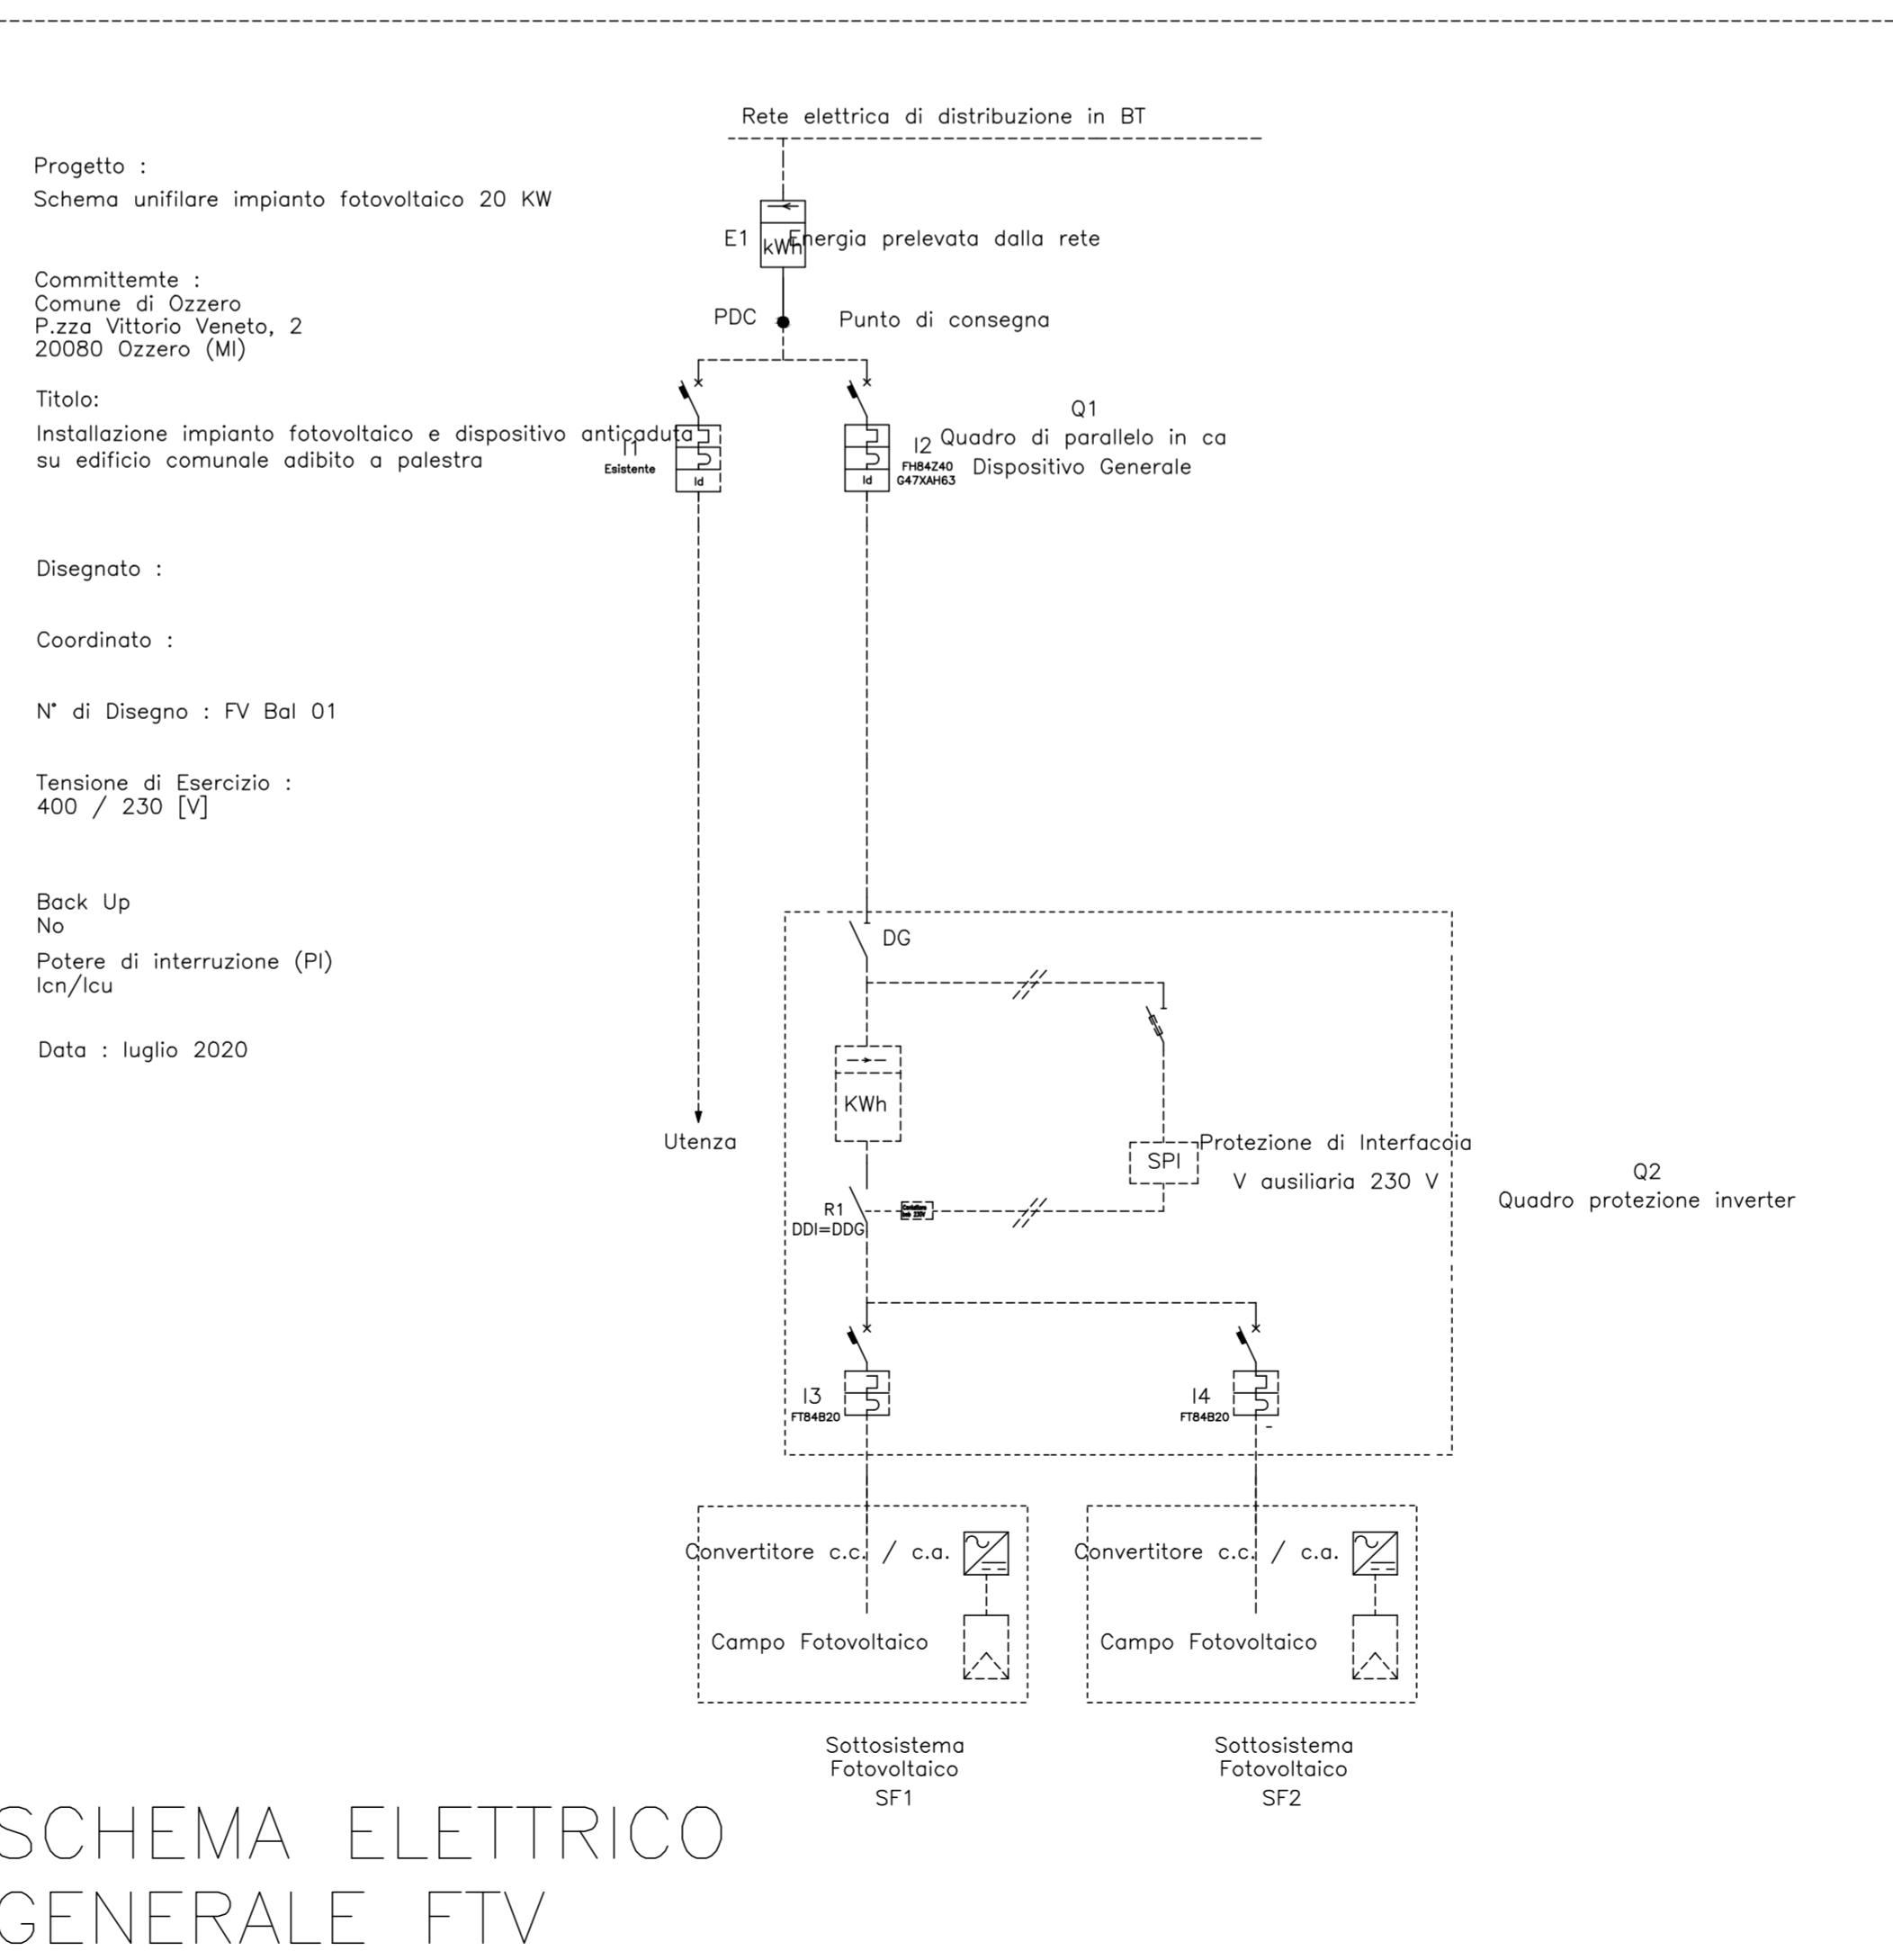 Rete elettrica di distribuzione in BT
Progetto :
Schema unifilare impianto fotovoltaico 20 KW
E1
kWh
Energia prelevata dalla rete
Committemte :
Comune di Ozzero
P.zza Vittorio Veneto, 2
20080 Ozzero (MI)
PDC
Punto di consegna
Titolo:
Installazione impianto fotovoltaico e dispositivo anticaduta
su edificio comunale adibito a palestra
I1
Esistente
Id
I2
FH84Z40
G47XAH63
Id
Q1
Quadro di parallelo in ca
Dispositivo Generale
Disegnato :
Coordinato :
N° di Disegno : FV Bal 01
Tensione di Esercizio :
400 / 230 [V]
Back Up
No
Potere di interruzione (PI)
Icn/Icu
Data : luglio 2020
Utenza
DG
KWh
SPI
Protezione di Interfaccia
V ausiliaria 230 V
R1
DDI=DDG
Q2
Quadro protezione inverter
I3
FT84B20
I4
FT84B20
Convertitore c.c. / c.a.
Campo Fotovoltaico
Convertitore c.c. / c.a.
Campo Fotovoltaico
Sottosistema
Fotovoltaico
SF1
Sottosistema
Fotovoltaico
SF2
SCHEMA ELETTRICO
GENERALE FTV